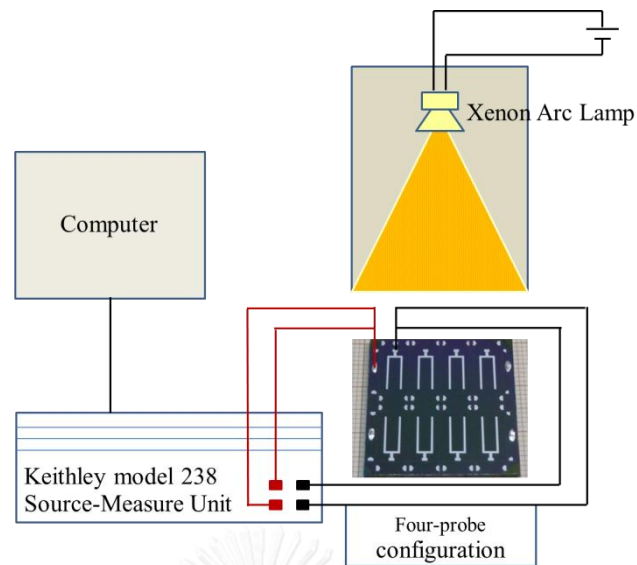 Xenon Arc Lamp
Computer
Keithley model 238
Source-Measure Unit
Four-probe
configuration